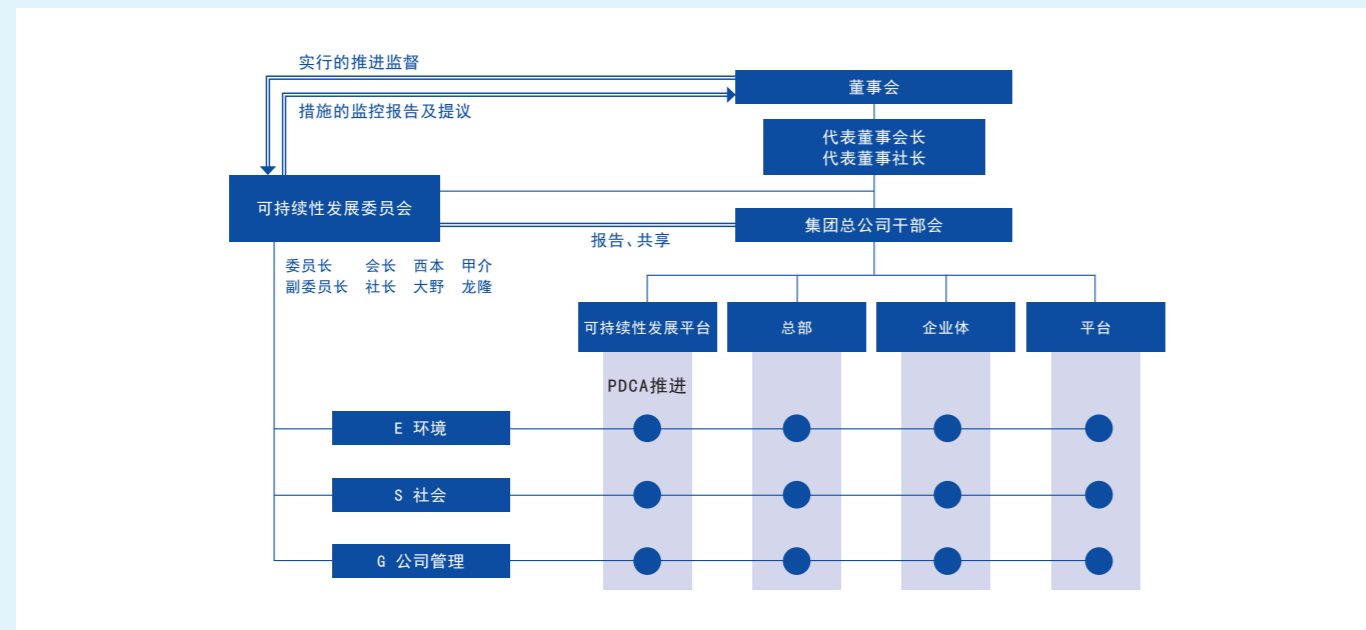 实行的推进监督
董事会
措施的监控报告及提议
代表董事会长
代表董事社长
可持续性发展委员会
集团总公司干部会
报告、共享
委员长 会长 西本 甲介
副委员长 社长 大野 龙隆
可持续性发展平台
总部
企业体
平台
PDCA推进
E 环境
S 社会
G 公司管理